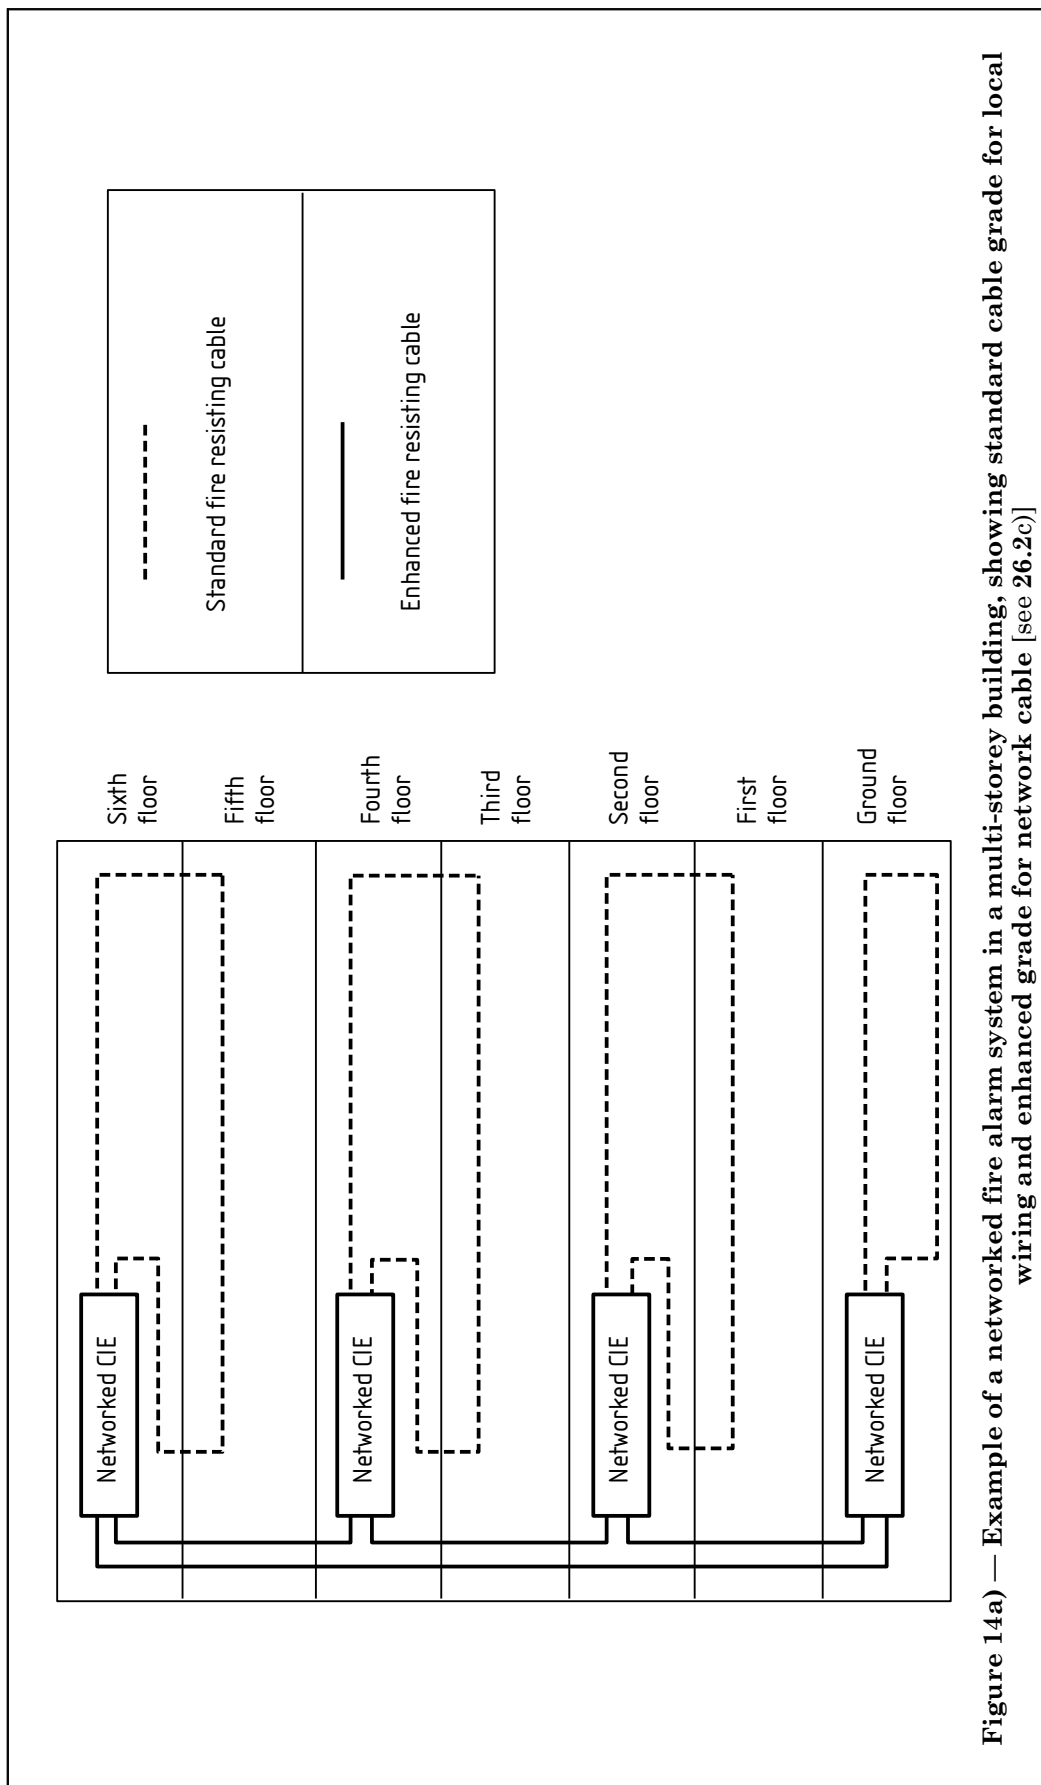 Networked CIE
Sixth
floor
Fifth
floor
Networked CIE
Fourth
floor
Third
floor
Networked CIE
Second
floor
First
floor
Networked CIE
Ground
floor
Standard fire resisting cable
Enhanced fire resisting cable
Figure 14a) — Example of a networked fire alarm system in a multi-storey building, showing standard cable grade for local
wiring and enhanced grade for network cable [see 26.2c)]